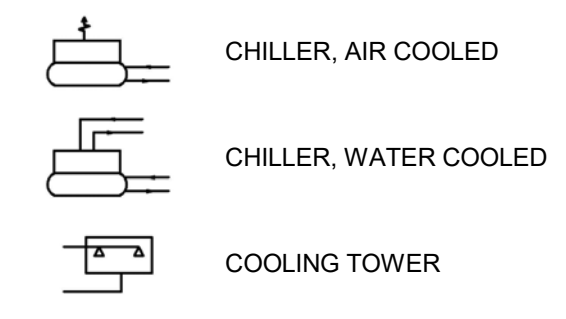 CHILLER, AIR COOLED
CHILLER, WATER COOLED
COOLING TOWER